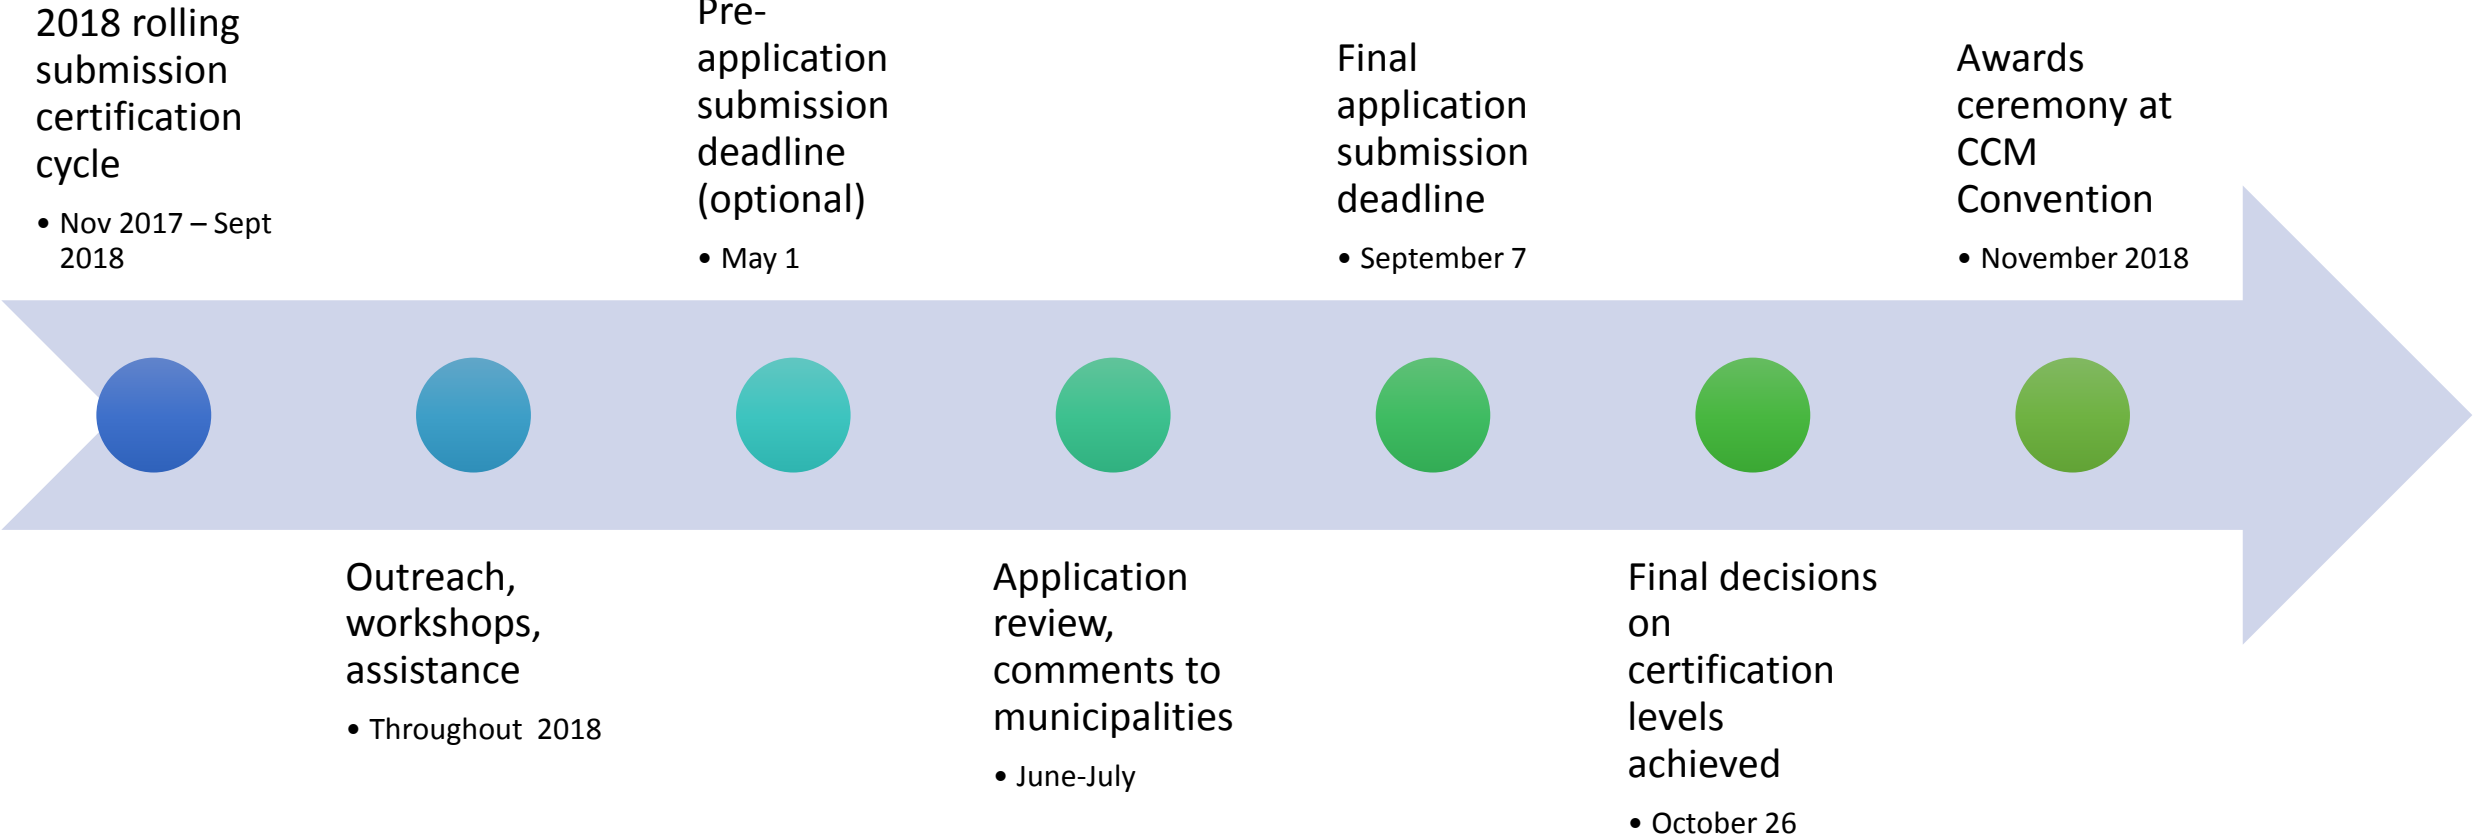 2018 rolling
submission
certification
cycle
• Nov 2017 – Sept
2018
Outreach,
workshops,
assistance
• Throughout  2018
Pre-
application
submission
deadline
(optional)
• May 1
Application
review,
comments to
municipalities
• June-July
Final
application
submission
deadline
• September 7
Final decisions
on
certification
levels
achieved
• October 26
Awards
ceremony at
CCM
Convention
• November 2018